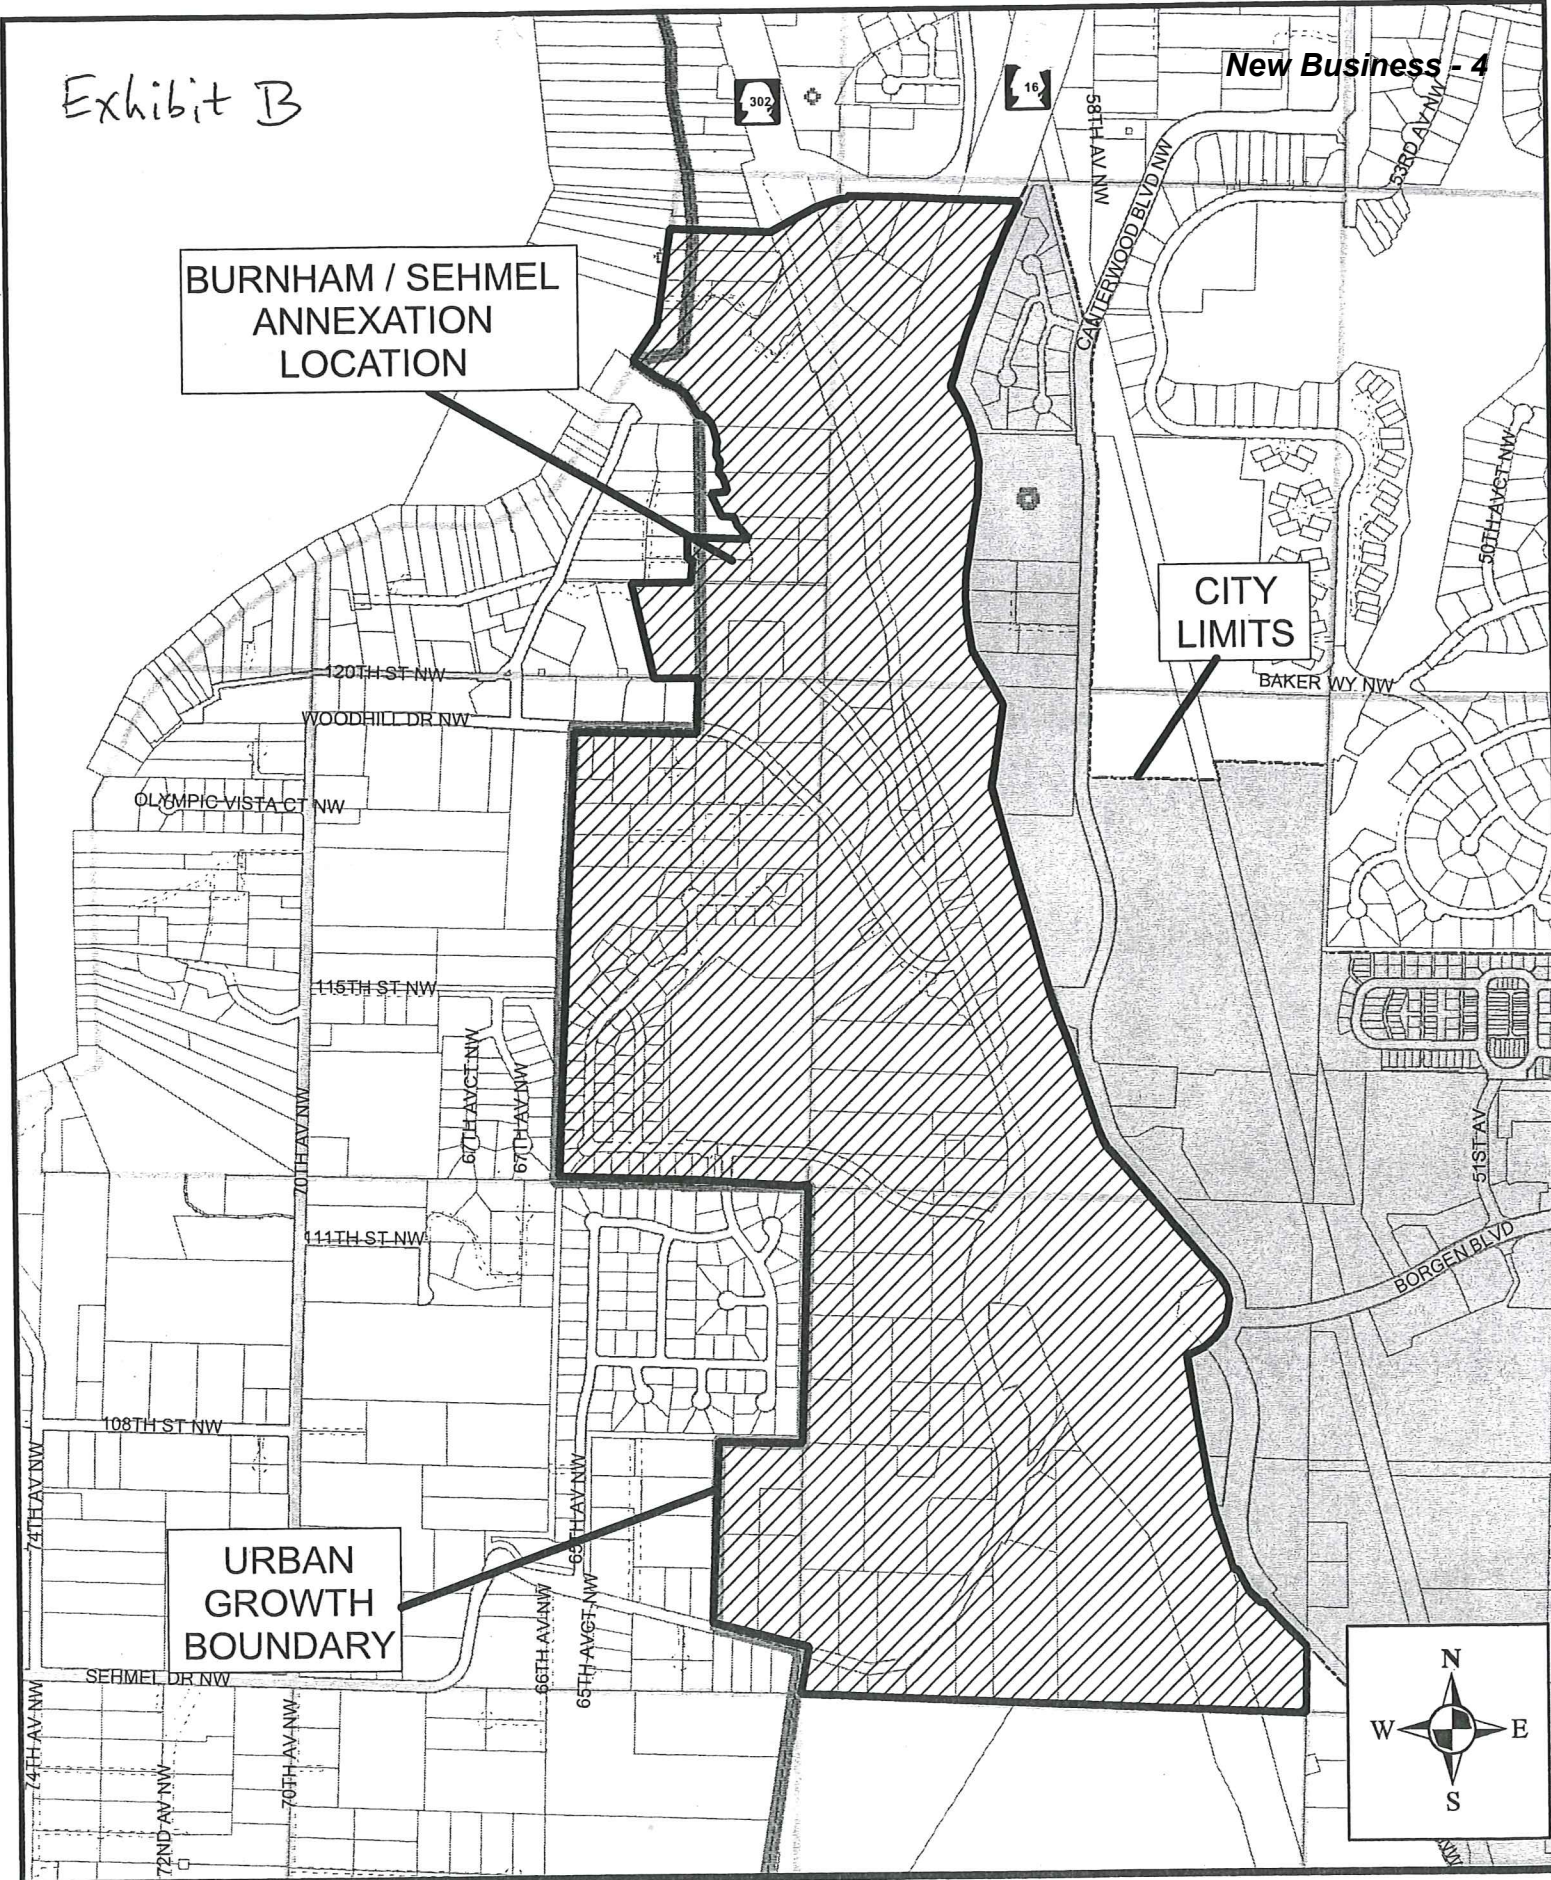 Exhibit B
New Business - 4
302
16
58TH AV NW
CANTERWOOD BLVD NW
53RD AV NW
BURNHAM / SEHMEL
ANNEXATION
LOCATION
50TH AVCT NW
CITY
LIMITS
120TH ST NW
BAKER WY NW
WOODHILL DR NW
OLYMPIC VISTA CT NW
115TH ST NW
67TH AVCT NW
67TH AV NW
70TH AV NW
51ST AV
111TH ST NW
BORGEN BLVD
108TH ST NW
74TH AV NW
65TH AV NW
URBAN
GROWTH
BOUNDARY
66TH AV NW
65TH AVCT NW
SEHMEL DR NW
74TH AV NW
72ND AV NW
70TH AV NW
N
W
E
S